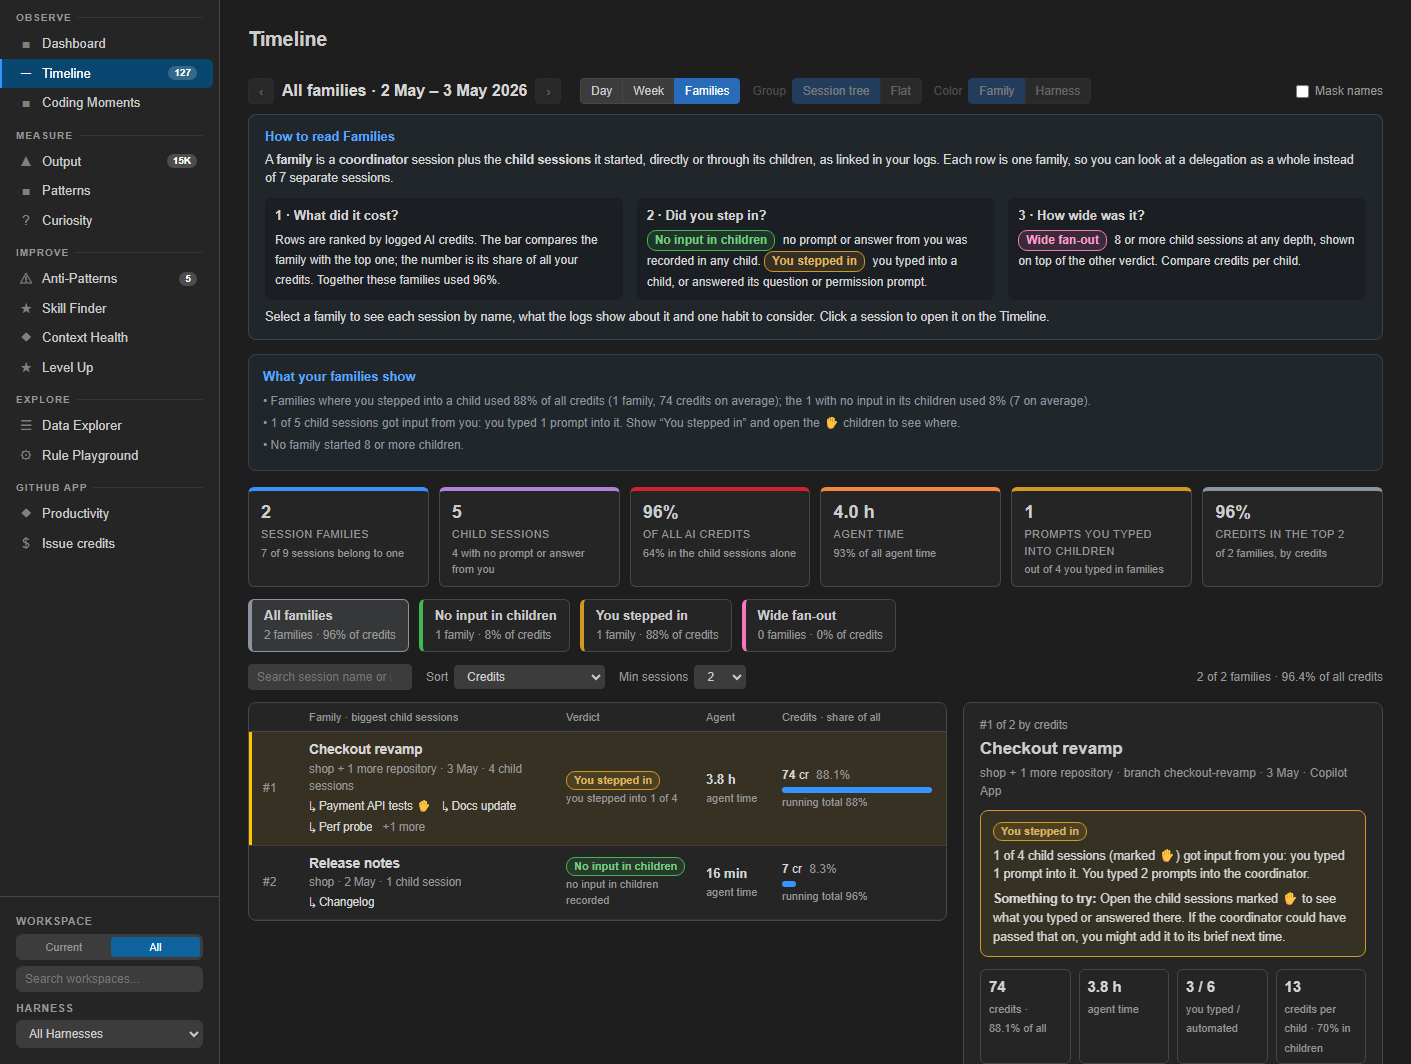 OBSERVE
Dashboard
Timeline 127
Coding Moments
MEASURE
Output 15K
Patterns
? Curiosity
IMPROVE
Anti-Patterns 5
Skill Finder
Context Health
Level Up
EXPLORE
Data Explorer
Rule Playground
GITHUB APP
Productivity
$ Issue credits
WORKSPACE
Current All
Search workspaces...
HARNESS
All Harnesses
Timeline
‹ All families · 2 May – 3 May 2026 › Day Week Families Group Session tree Flat Color Family Harness Mask names
How to read Families
A family is a coordinator session plus the child sessions it started, directly or through its children, as linked in your logs. Each row is one family, so you can look at a delegation as a whole instead
of 7 separate sessions.
1 · What did it cost?
Rows are ranked by logged AI credits. The bar compares the
family with the top one; the number is its share of all your
credits. Together these families used 96%.
2 · Did you step in?
No input in children no prompt or answer from you was
recorded in any child. You stepped in you typed into a
child, or answered its question or permission prompt.
3 · How wide was it?
Wide fan-out 8 or more child sessions at any depth, shown
on top of the other verdict. Compare credits per child.
Select a family to see each session by name, what the logs show about it and one habit to consider. Click a session to open it on the Timeline.
What your families show
• Families where you stepped into a child used 88% of all credits (1 family, 74 credits on average); the 1 with no input in its children used 8% (7 on average).
• 1 of 5 child sessions got input from you: you typed 1 prompt into it. Show “You stepped in” and open the ✋ children to see where.
• No family started 8 or more children.
2
SESSION FAMILIES
7 of 9 sessions belong to one
5
CHILD SESSIONS
4 with no prompt or answer
from you
96%
OF ALL AI CREDITS
64% in the child sessions alone
4.0 h
AGENT TIME
93% of all agent time
1
PROMPTS YOU TYPED
INTO CHILDREN
out of 4 you typed in families
96%
CREDITS IN THE TOP 2
of 2 families, by credits
All families
2 families · 96% of credits
No input in children
1 family · 8% of credits
You stepped in
1 family · 88% of credits
Wide fan-out
0 families · 0% of credits
Search session name or Sort Credits Min sessions 2 2 of 2 families · 96.4% of all credits
Family · biggest child sessions Verdict Agent Credits · share of all
#1
Checkout revamp
shop + 1 more repository · 3 May · 4 child
sessions
↳ Payment API tests ✋ ↳ Docs update
↳ Perf probe +1 more
You stepped in
you stepped into 1 of 4
3.8 h
agent time
74 cr 88.1%
running total 88%
#2
Release notes
shop · 2 May · 1 child session
↳ Changelog
No input in children
no input in children
recorded
16 min
agent time
7 cr 8.3%
running total 96%
#1 of 2 by credits
Checkout revamp
shop + 1 more repository · branch checkout-revamp · 3 May · Copilot
App
You stepped in
1 of 4 child sessions (marked ✋) got input from you: you typed
1 prompt into it. You typed 2 prompts into the coordinator.
Something to try: Open the child sessions marked ✋ to see
what you typed or answered there. If the coordinator could have
passed that on, you might add it to its brief next time.
74
credits ·
88.1% of all
3.8 h
agent time
3 / 6
you typed /
automated
13
credits per
child · 70% in
children